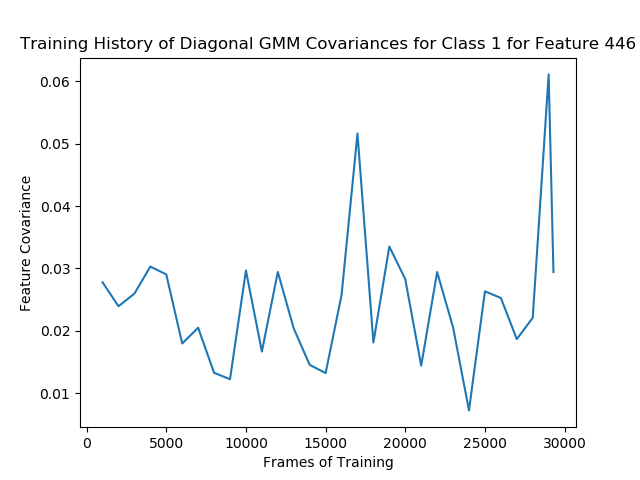 Training History of Diagonal GMM Covariances for Class 1 for Feature 446
0.06
0.05
0.04
0.03
0.02
0.01
Feature Covariance
0 5000 10000 15000 20000 25000 30000
Frames of Training